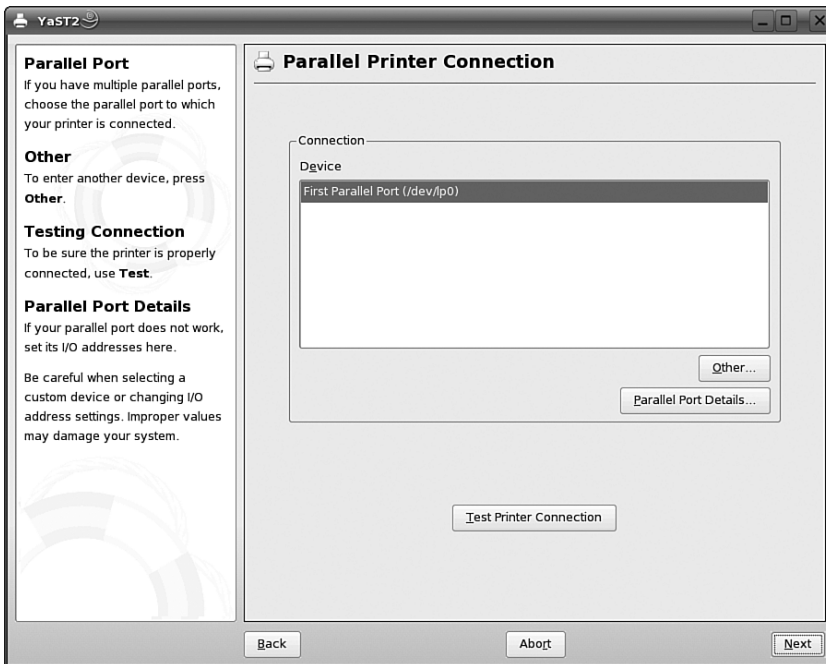 YaST2
Parallel Port
If you have multiple parallel ports,
choose the parallel port to which
your printer is connected.
Other
To enter another device, press
Other.
Testing Connection
To be sure the printer is properly
connected, use Test.
Parallel Port Details
If your parallel port does not work,
set its I/O addresses here.
Be careful when selecting a
custom device or changing I/O
address settings. Improper values
may damage your system.
Parallel Printer Connection
Connection
Device
First Parallel Port (/dev/lp0)
Other...
Parallel Port Details...
Test Printer Connection
Back
Abort
Next